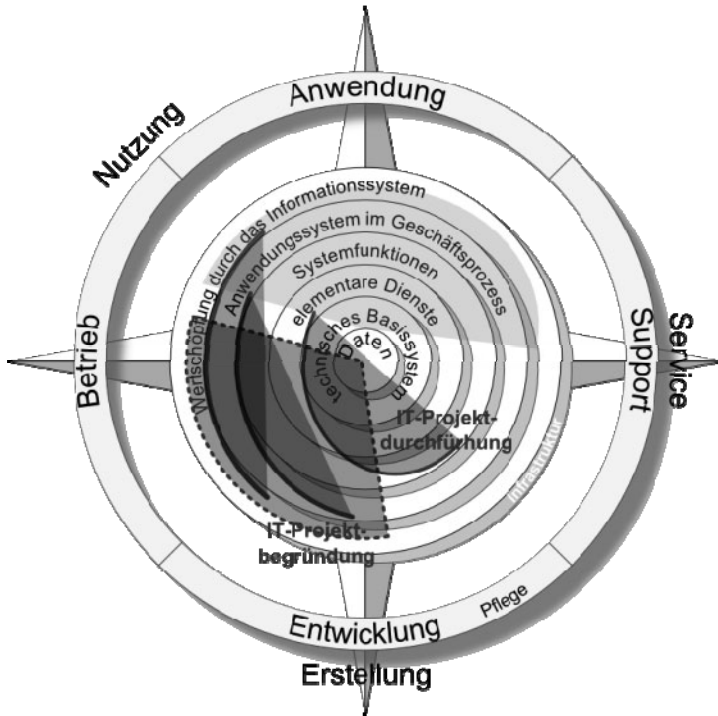 Anwendung
Nutzung
Wertschöpfung durch das Informationssystem
Anwendungssystem im Geschäftsprozess
Systemfunktionen
elementare Dienste
technisches Basissystem
Daten
Betrieb
Support
Service
IT-Projekt-
durchfürhung
Infrastruktur
IT-Projekt-
begründung
Pflege
Entwicklung
Erstellung